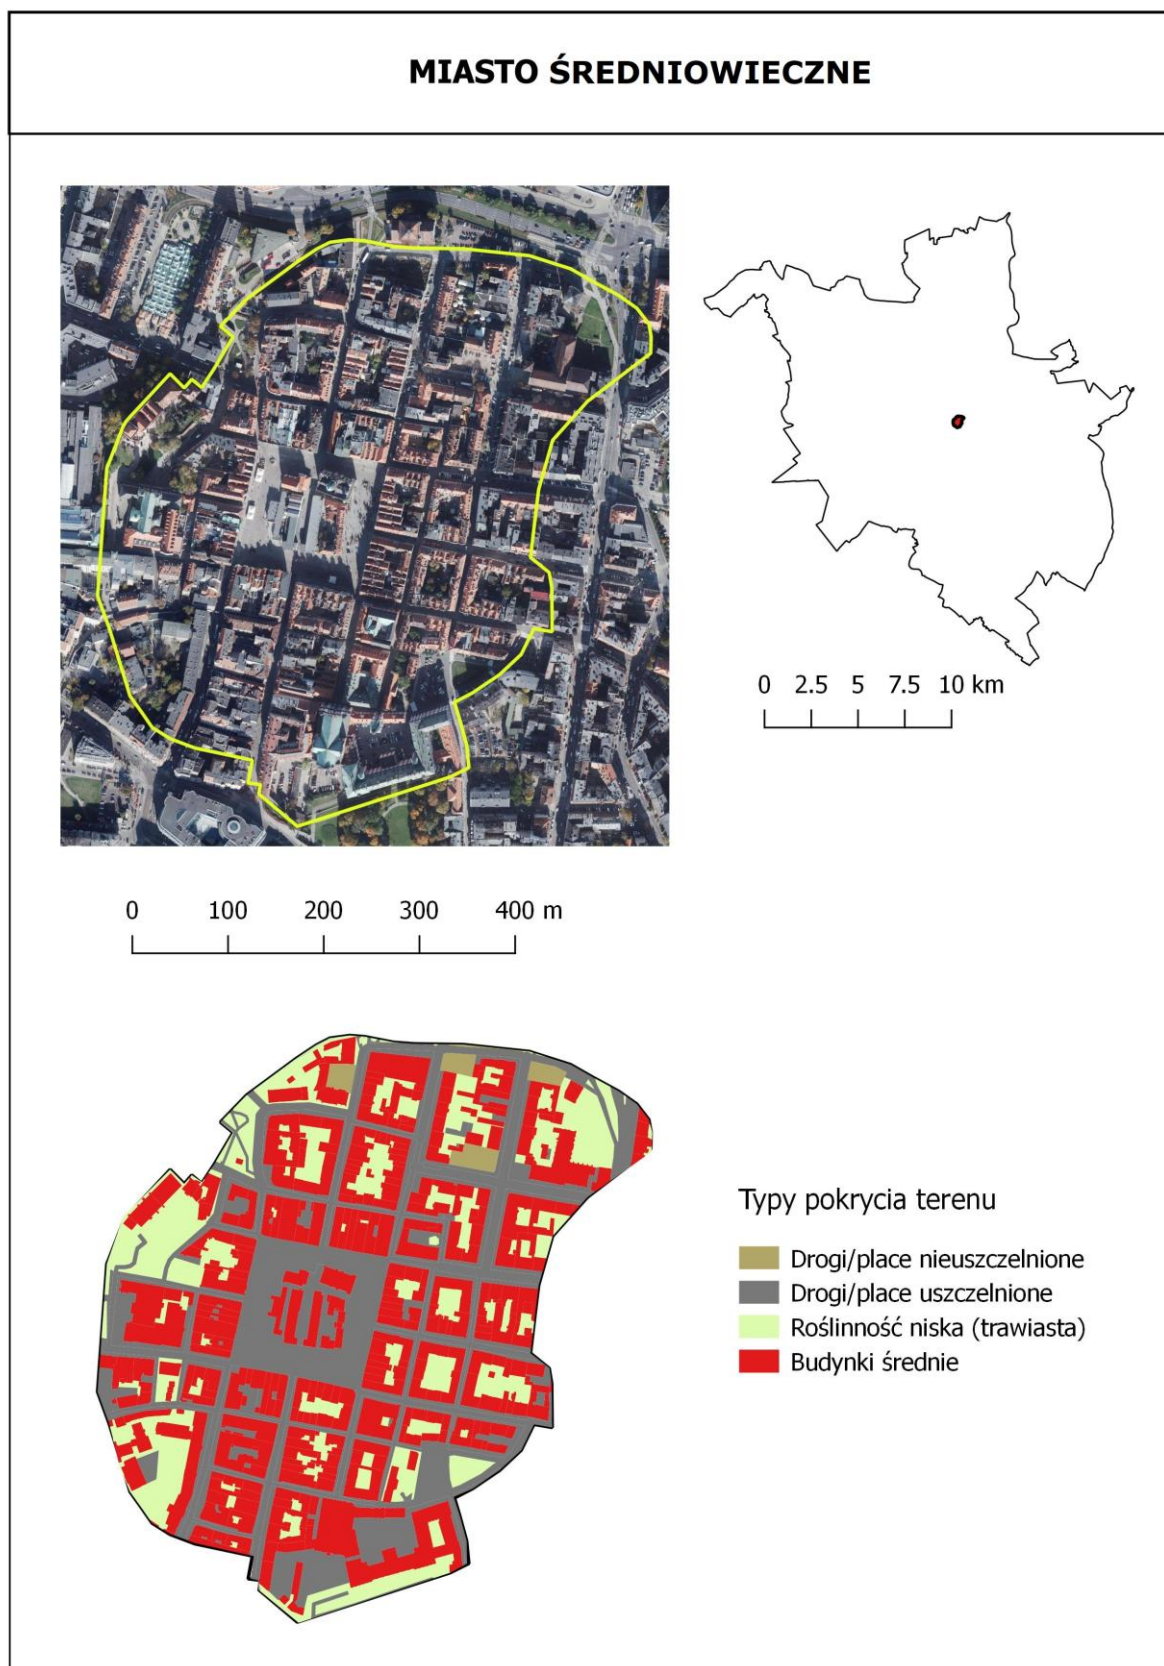 MIASTO ŚREDNIOWIECZNE
0 2.5 5 7.5 10 km
0 100 200 300 400 m
Typy pokrycia terenu
Drogi/place nieuszczelnione
Drogi/place uszczelnione
Roślinność niska (trawiasta)
Budynki średnie